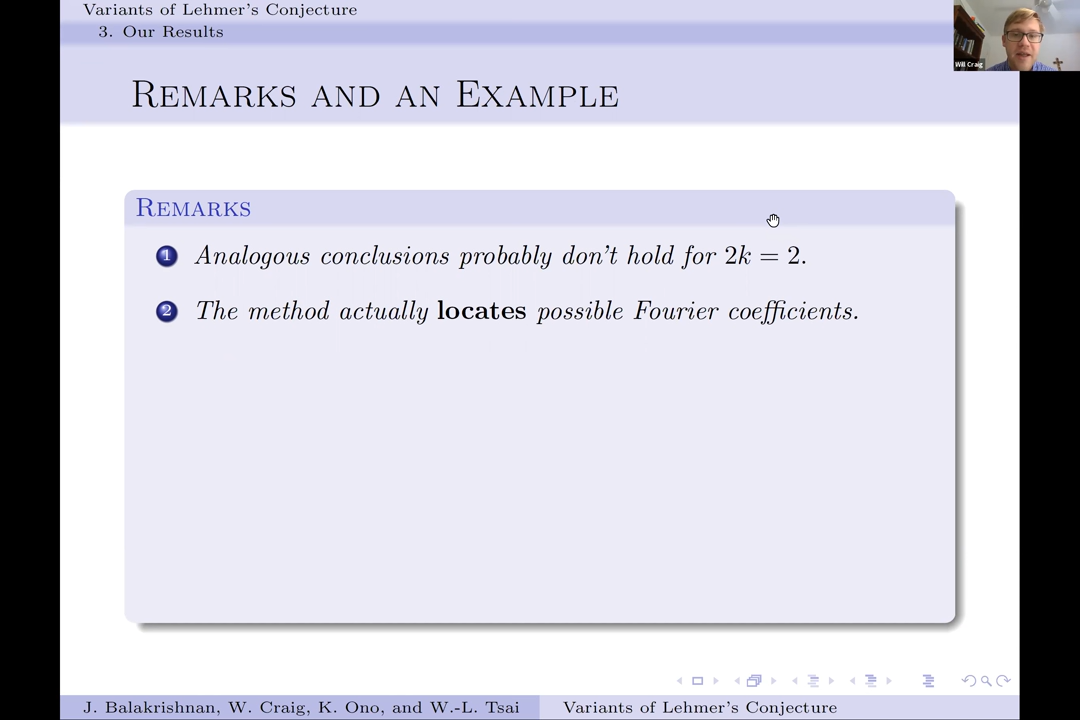 Variants of Lehmer's Conjecture
3. Our Results
Will Craig
Remarks and an Example
Remarks
1 Analogous conclusions probably don't hold for 2k = 2.
2 The method actually locates possible Fourier coefficients.
J. Balakrishnan, W. Craig, K. Ono, and W.-L. Tsai
Variants of Lehmer's Conjecture